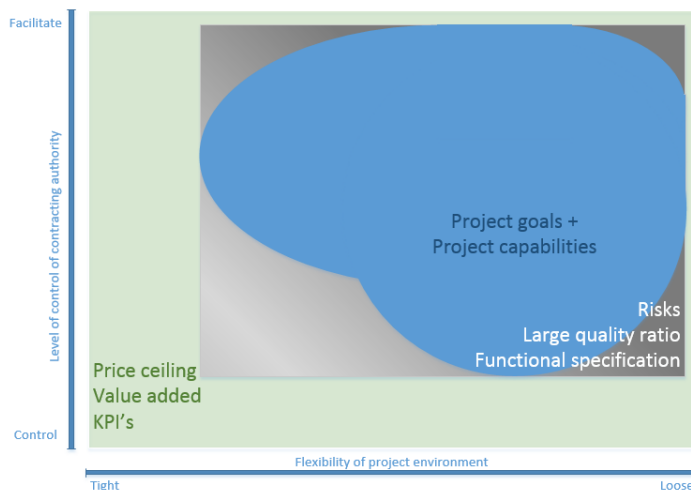 Facilitate
Level of control of contracting authority
Project goals +
Project capabilities
Risks
Large quality ratio
Functional specification
Price ceiling
Value added
KPI's
Control
Flexibility of project environment
Tight
Loose